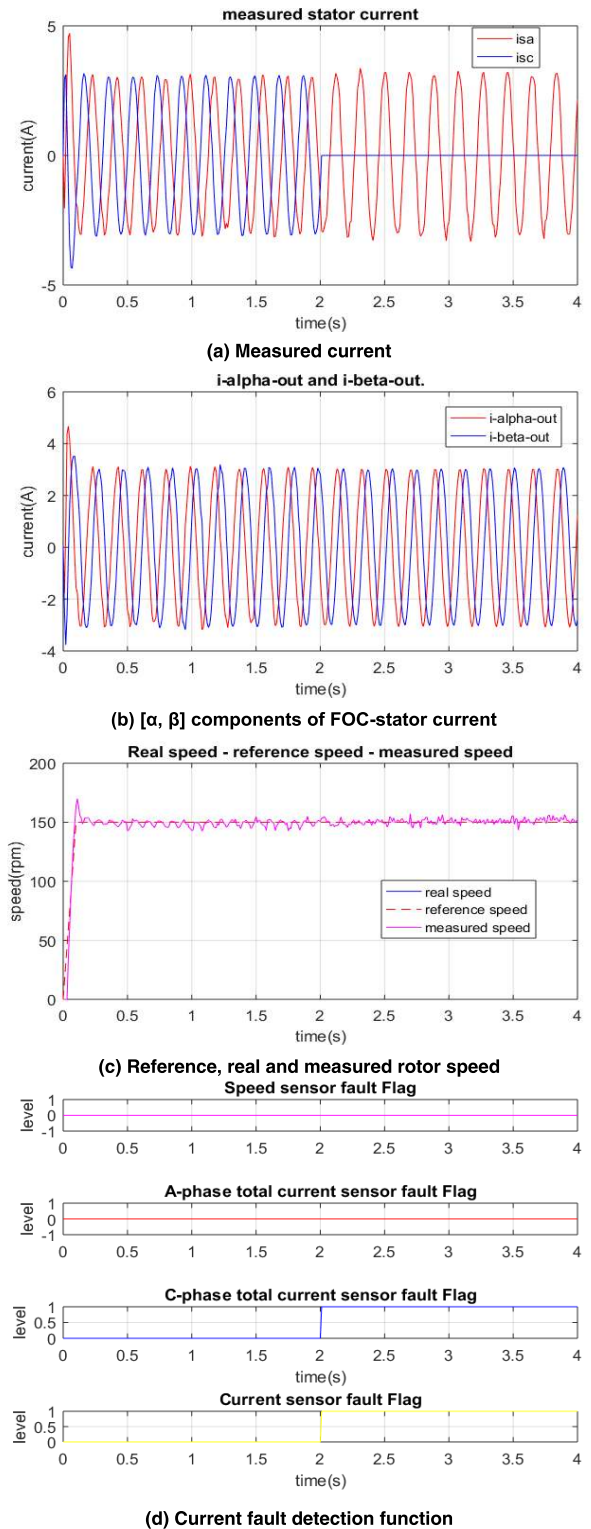 measured stator current
isa
isc
5
0
-5
current(A)
0 0.5 1 1.5 2 2.5 3 3.5 4
time(s)
(a) Measured current
i-alpha-out and i-beta-out.
i-alpha-out
i-beta-out
6
4
2
0
-2
-4
current(A)
0 0.5 1 1.5 2 2.5 3 3.5 4
time(s)
(b) [α, β] components of FOC-stator current
Real speed - reference speed - measured speed
200
150
100
50
0
speed(rpm)
real speed
reference speed
measured speed
0 0.5 1 1.5 2 2.5 3 3.5 4
time(s)
(c) Reference, real and measured rotor speed
Speed sensor fault Flag
1
0
-1
level
0 0.5 1 1.5 2 2.5 3 3.5 4
A-phase total current sensor fault Flag
1
0
-1
level
0 0.5 1 1.5 2 2.5 3 3.5 4
C-phase total current sensor fault Flag
1
0.5
0
level
0 0.5 1 1.5 2 2.5 3 3.5 4
time(s)
Current sensor fault Flag
1
0.5
0
level
0 0.5 1 1.5 2 2.5 3 3.5 4
time(s)
(d) Current fault detection function